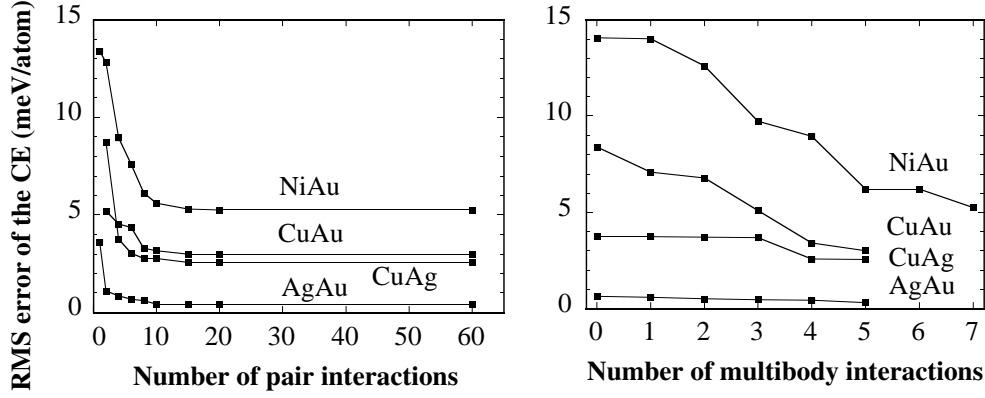 RMS error of the CE (meV/atom)
15
10
5
0
NiAu
CuAu
CuAg
AgAu
0 10 20 30 40 50 60
Number of pair interactions
15
10
5
0
NiAu
CuAu
CuAg
AgAu
0 1 2 3 4 5 6 7
Number of multibody interactions